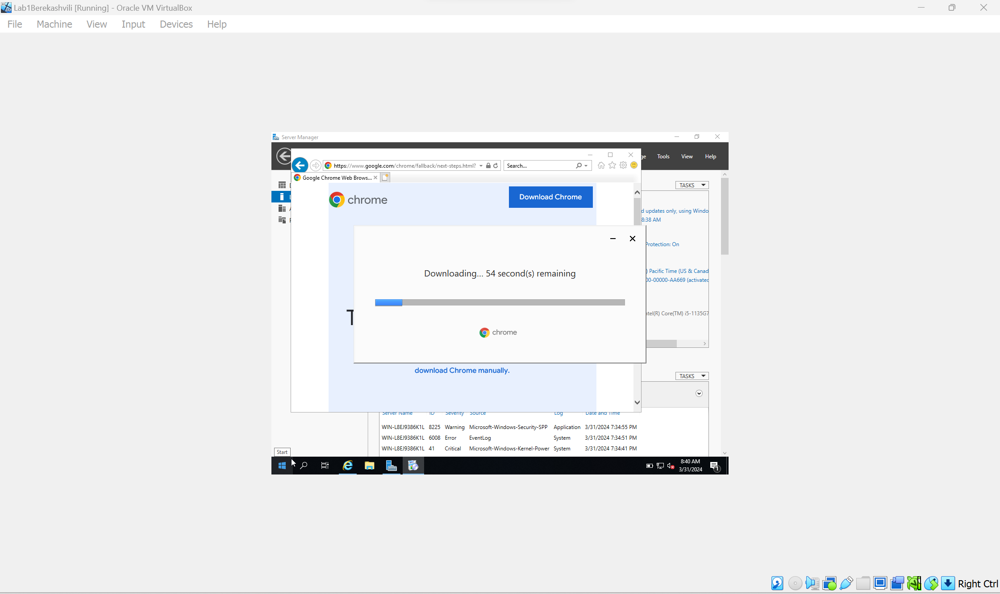 Lab1Berekashvili [Running] - Oracle VM VirtualBox
File Machine View Input Devices Help
Server Manager
Tools View Help
https://www.google.com/chrome/fallback/next-steps.html?
Search...
Google Chrome Web Brows...
TASKS
chrome
Download Chrome
d updates only, using Windo
8:38 AM
Protection: On
Downloading... 54 second(s) remaining
) Pacific Time (US & Canad
00-00000-AA669 (activated
T
ntel(R) Core(TM) i5-1135G7
chrome
download Chrome manually.
TASKS
Server Name ID Severity Source Log Date and Time
WIN-L8EJ9386K1L 8225 Warning Microsoft-Windows-Security-SPP Application 3/31/2024 7:34:55 PM
WIN-L8EJ9386K1L 6008 Error EventLog System 3/31/2024 7:34:51 PM
WIN-L8EJ9386K1L 41 Critical Microsoft-Windows-Kernel-Power System 3/31/2024 7:34:41 PM
Start
8:40 AM
3/31/2024
1
Right Ctrl